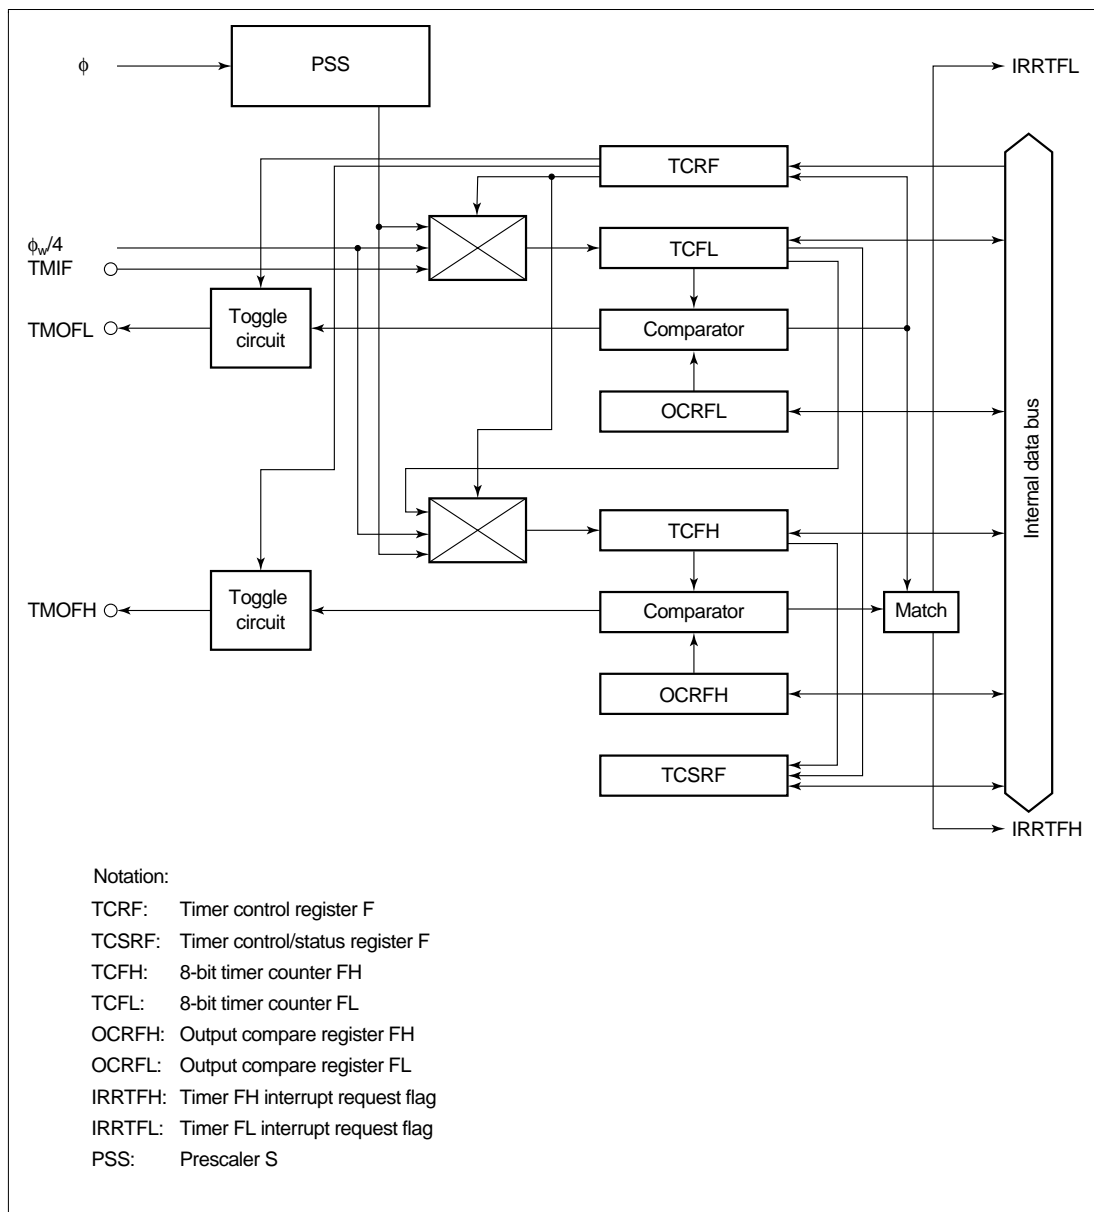 ϕ
PSS
IRRTFL
TCRF
ϕw/4
TMIF
TCFL
TMOFL
Toggle
circuit
Comparator
OCRFL
Internal data bus
TCFH
TMOFH
Toggle
circuit
Comparator
Match
OCRFH
TCSRF
IRRTFH
Notation:
TCRF: Timer control register F
TCSRF: Timer control/status register F
TCFH: 8-bit timer counter FH
TCFL: 8-bit timer counter FL
OCRFH: Output compare register FH
OCRFL: Output compare register FL
IRRTFH: Timer FH interrupt request flag
IRRTFL: Timer FL interrupt request flag
PSS: Prescaler S